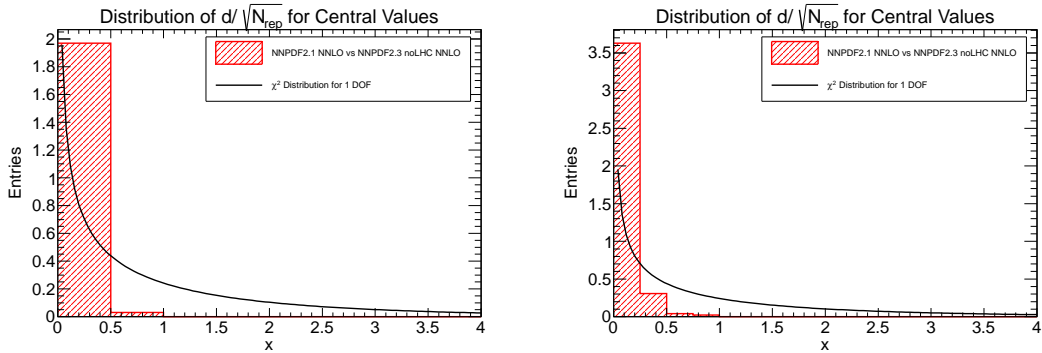 Distribution of d/ √N_rep for Central Values
NNPDF2.1 NNLO vs NNPDF2.3 noLHC NNLO
χ² Distribution for 1 DOF
Entries
2
1.8
1.6
1.4
1.2
1
0.8
0.6
0.4
0.2
0
0 0.5 1 1.5 2 2.5 3 3.5 4
x
Distribution of d/ √N_rep for Central Values
NNPDF2.1 NNLO vs NNPDF2.3 noLHC NNLO
χ² Distribution for 1 DOF
Entries
3.5
3
2.5
2
1.5
1
0.5
0
0 0.5 1 1.5 2 2.5 3 3.5 4
x